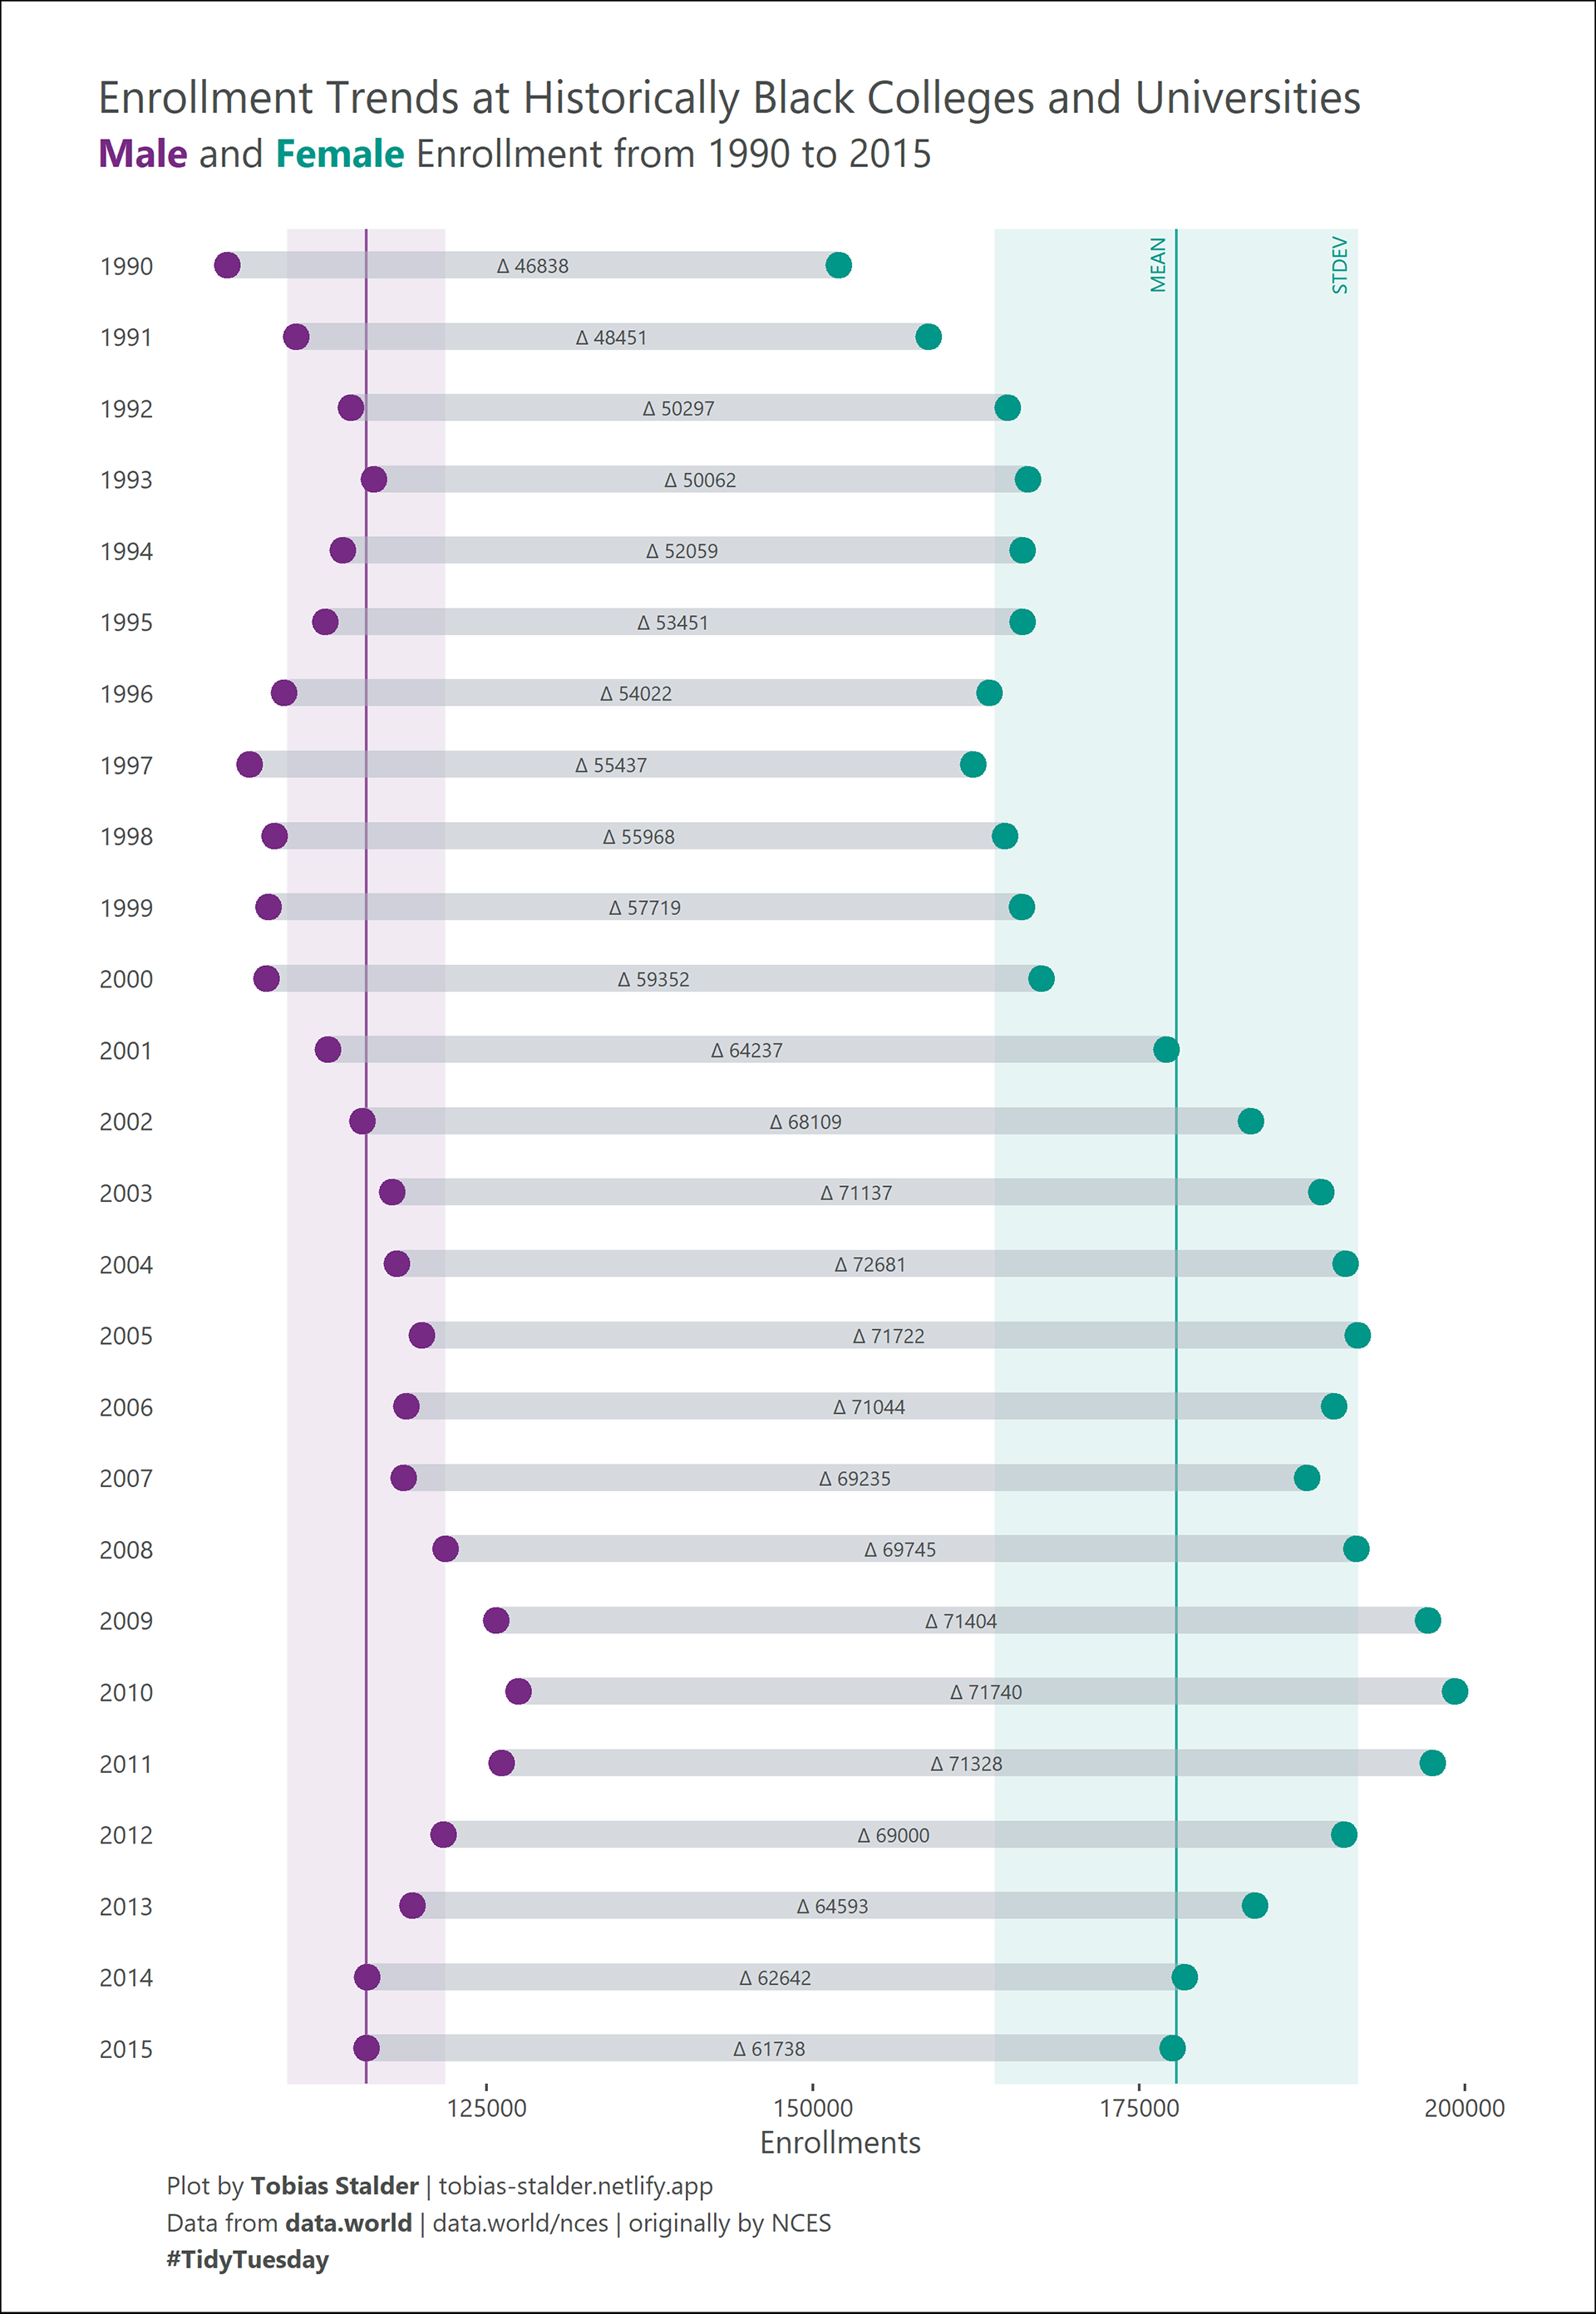 Enrollment Trends at Historically Black Colleges and Universities
Male and Female Enrollment from 1990 to 2015
MEAN
STDEV
1990 Δ 46838
1991 Δ 48451
1992 Δ 50297
1993 Δ 50062
1994 Δ 52059
1995 Δ 53451
1996 Δ 54022
1997 Δ 55437
1998 Δ 55968
1999 Δ 57719
2000 Δ 59352
2001 Δ 64237
2002 Δ 68109
2003 Δ 71137
2004 Δ 72681
2005 Δ 71722
2006 Δ 71044
2007 Δ 69235
2008 Δ 69745
2009 Δ 71404
2010 Δ 71740
2011 Δ 71328
2012 Δ 69000
2013 Δ 64593
2014 Δ 62642
2015 Δ 61738
125000 150000 175000 200000
Enrollments
Plot by Tobias Stalder | tobias-stalder.netlify.app
Data from data.world | data.world/nces | originally by NCES
#TidyTuesday